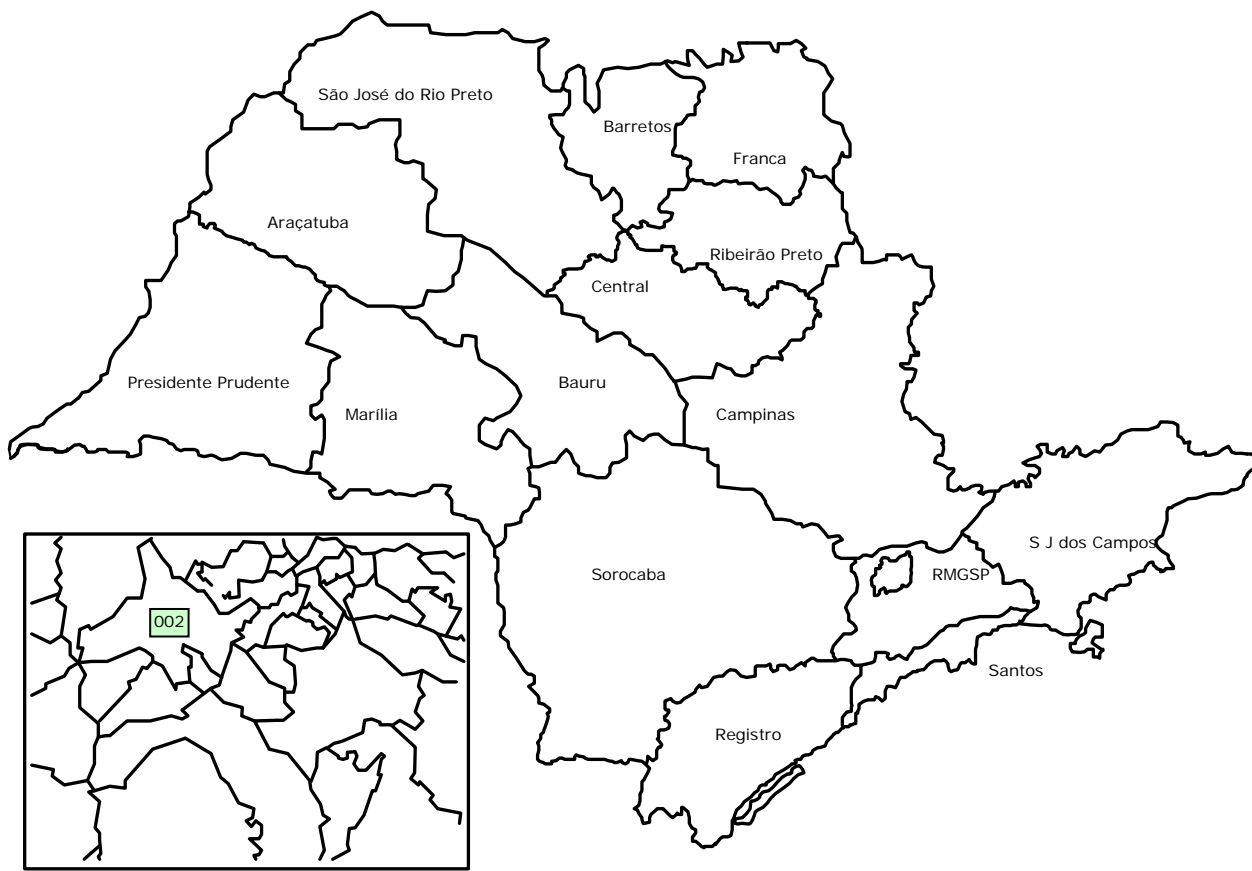 São José do Rio Preto
Barretos
Franca
Araçatuba
Ribeirão Preto
Central
Presidente Prudente
Marília
Bauru
Campinas
S J dos Campos
Sorocaba
RMGSP
002
Santos
Registro